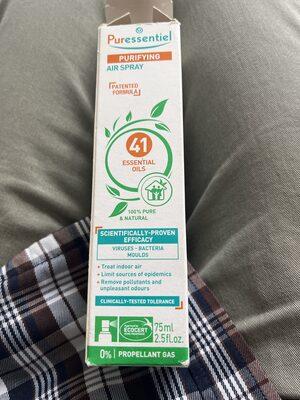 Puressentiel
PURIFYING
AIR SPRAY
PATENTED
FORMULA
41
ESSENTIAL
OILS
100% PURE
& NATURAL
SCIENTIFICALLY-PROVEN
EFFICACY
VIRUSES - BACTERIA
MOULDS
• Treat indoor air
• Limit sources of epidemics
• Remove pollutants and
unpleasant odours
CLINICALLY-TESTED TOLERANCE
ECOCERT
75ml
2.5fl.oz.
0% PROPELLANT GAS